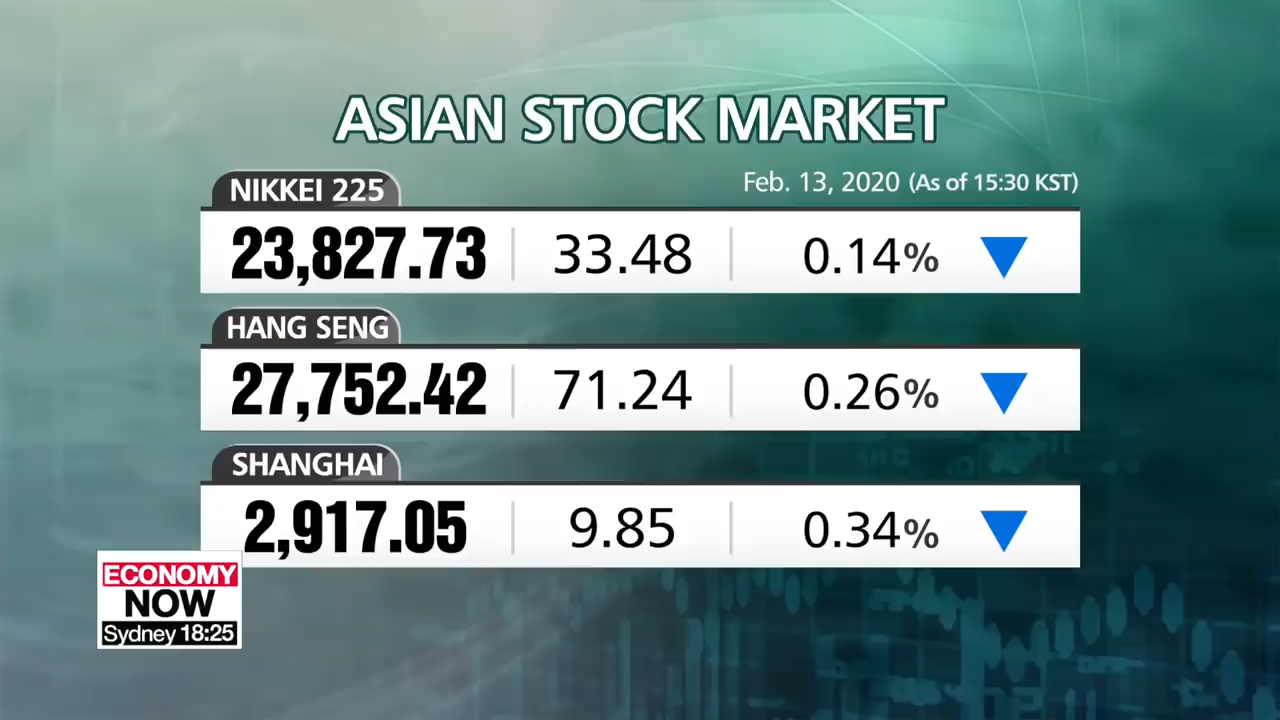 ASIAN STOCK MARKET
Feb. 13, 2020 (As of 15:30 KST)
NIKKEI 225
23,827.73 33.48 0.14% ▼
HANG SENG
27,752.42 71.24 0.26% ▼
SHANGHAI
2,917.05 9.85 0.34% ▼
ECONOMY
NOW
Sydney 18:25